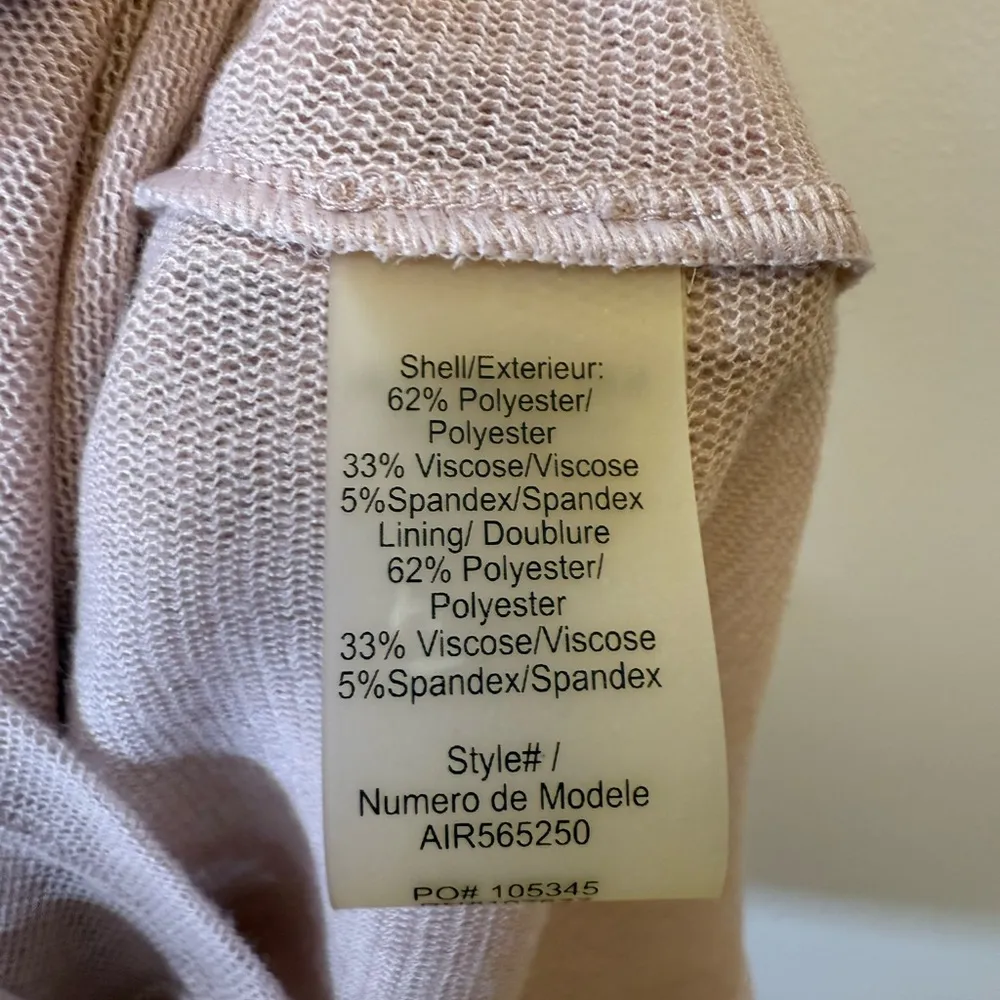 Shell/Exterieur:
62% Polyester/
Polyester
33% Viscose/Viscose
5%Spandex/Spandex
Lining/ Doublure
62% Polyester/
Polyester
33% Viscose/Viscose
5%Spandex/Spandex
Style# /
Numero de Modele
AIR565250
PO# 105345